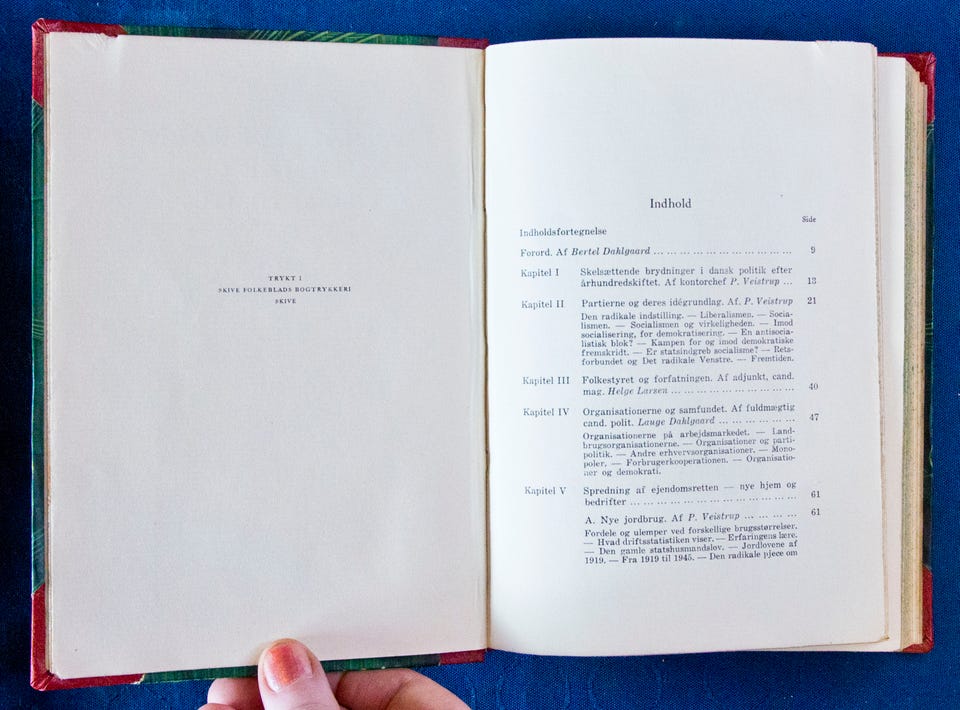 TRYKT I
SKIVE FOLKEBLADS BOGTRYKKERI
SKIVE
Indhold
Side
Indholdsfortegnelse
Forord. Af Bertel Dahlgaard ... ... ... ... ... ... ... ... ... ... ... 9
Kapitel I Skelsættende brydninger i dansk politik efter
århundredskiftet. Af kontorchef P. Veistrup ... 13
Kapitel II Partierne og deres idégrundlag. Af. P. Veistrup 21
Den radikale indstilling. — Liberalismen. — Socia-
lismen. — Socialismen og virkeligheden. — Imod
socialisering, for demokratisering. — En antisocia-
listisk blok? — Kampen for og imod demokratiske
fremskridt. — Er statsindgreb socialisme? — Rets-
forbundet og Det radikale Venstre. — Fremtiden.
Kapitel III Folkestyret og forfatningen. Af adjunkt, cand.
mag. Helge Larsen ... ... ... ... ... ... ... ... ... ... 40
Kapitel IV Organisationerne og samfundet. Af fuldmægtig
cand. polit. Lauge Dahlgaard ... ... ... ... ... ... 47
Organisationerne på arbejdsmarkedet. — Land-
brugsorganisationerne. — Organisationer og parti-
politik. — Andre erhvervsorganisationer. — Mono-
poler. — Forbrugerkooperationen. — Organisatio-
ner og demokrati.
Kapitel V Spredning af ejendomsretten — nye hjem og
bedrifter ... ... ... ... ... ... ... ... ... ... ... ... ... 61
A. Nye jordbrug. Af P. Veistrup ... ... ... ... 61
Fordele og ulemper ved forskellige brugsstørrelser.
— Hvad driftsstatistiken viser. — Erfaringens lære.
— Den gamle statshusmandslov. — Jordlovene af
1919. — Fra 1919 til 1945. — Den radikale pjece om